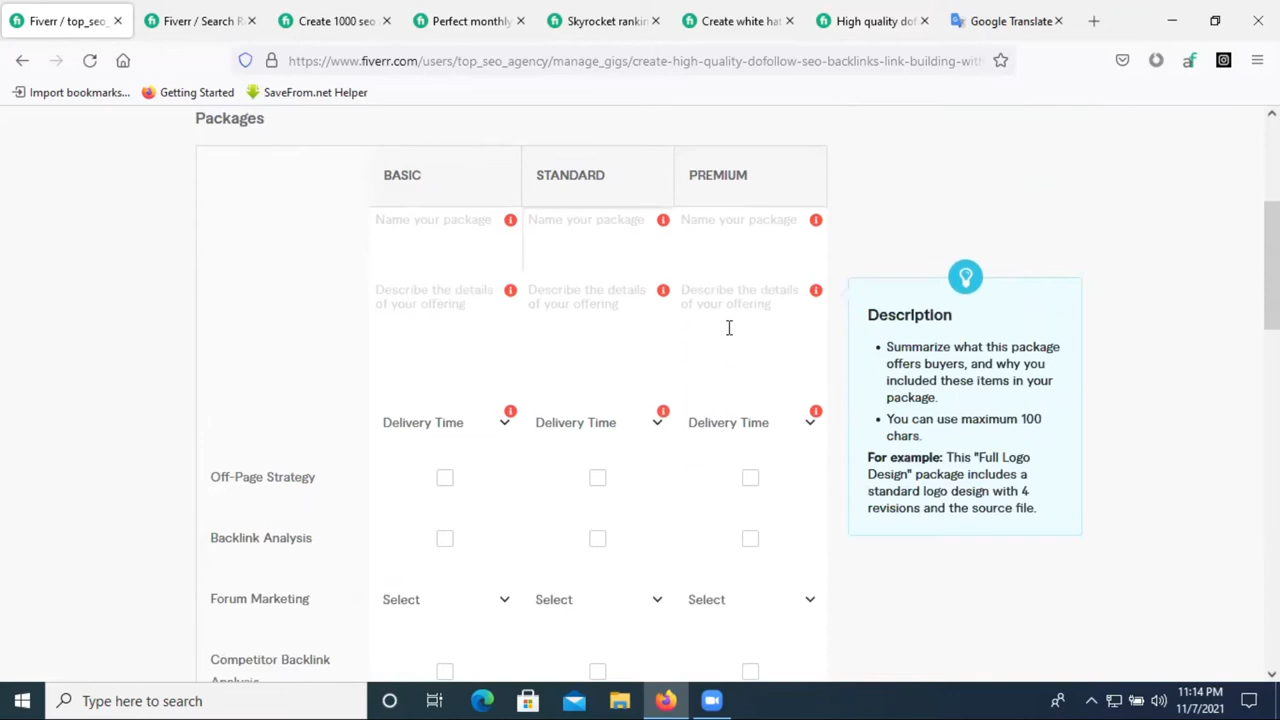 Fiverr / top_seo_
Fiverr / Search R
Create 1000 seo
Perfect monthly
Skyrocket rankin
Create white hat
High quality dof
Google Translate
https://www.fiverr.com/users/top_seo_agency/manage_gigs/create-high-quality-dofollow-seo-backlinks-link-building-with
Import bookmarks...
Getting Started
SaveFrom.net Helper
Packages
BASIC
STANDARD
PREMIUM
Name your package
Name your package
Name your package
Describe the details
of your offering
Describe the details
of your offering
Describe the details
of your offering
Delivery Time
Delivery Time
Delivery Time
Off-Page Strategy
Backlink Analysis
Forum Marketing
Select
Select
Select
Competitor Backlink
Analysis
Description
• Summarize what this package
offers buyers, and why you
included these items in your
package.
• You can use maximum 100
chars.
For example: This "Full Logo
Design" package includes a
standard logo design with 4
revisions and the source file.
Type here to search
11:14 PM
11/7/2021